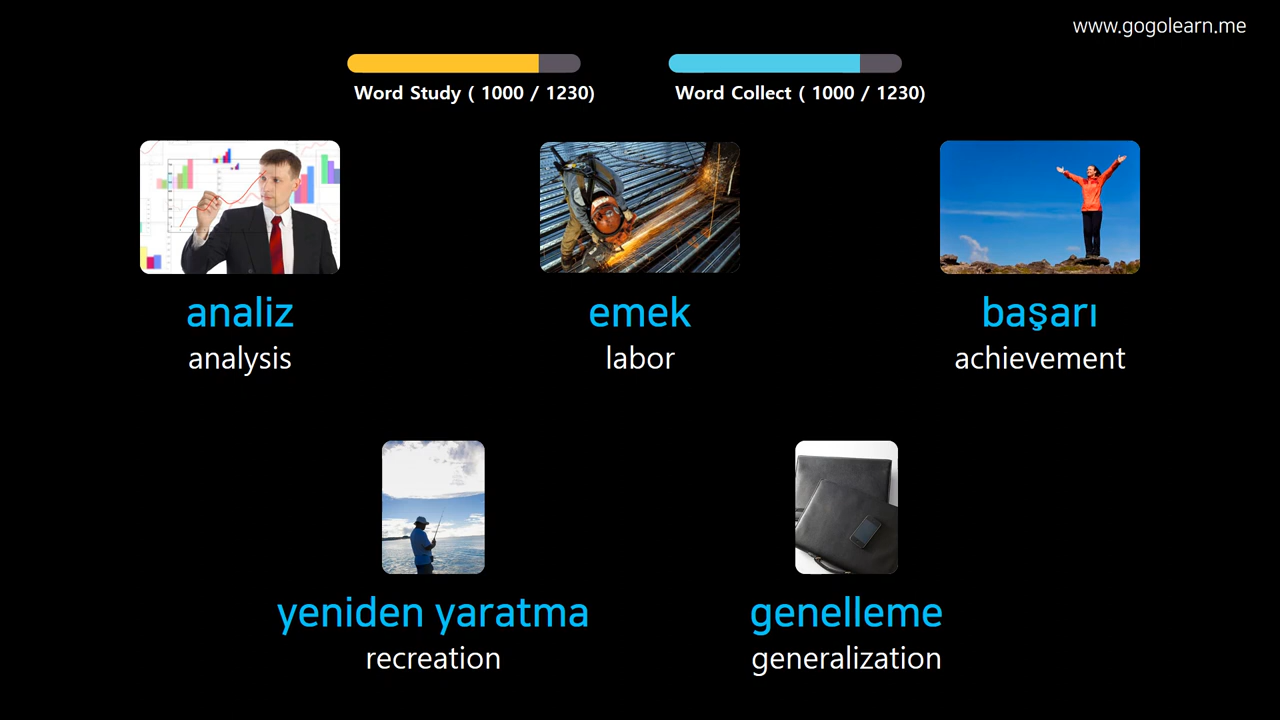 www.gogolearn.me
Word Study ( 1000 / 1230)
Word Collect ( 1000 / 1230)
analiz
analysis
emek
labor
başarı
achievement
yeniden yaratma
recreation
genelleme
generalization